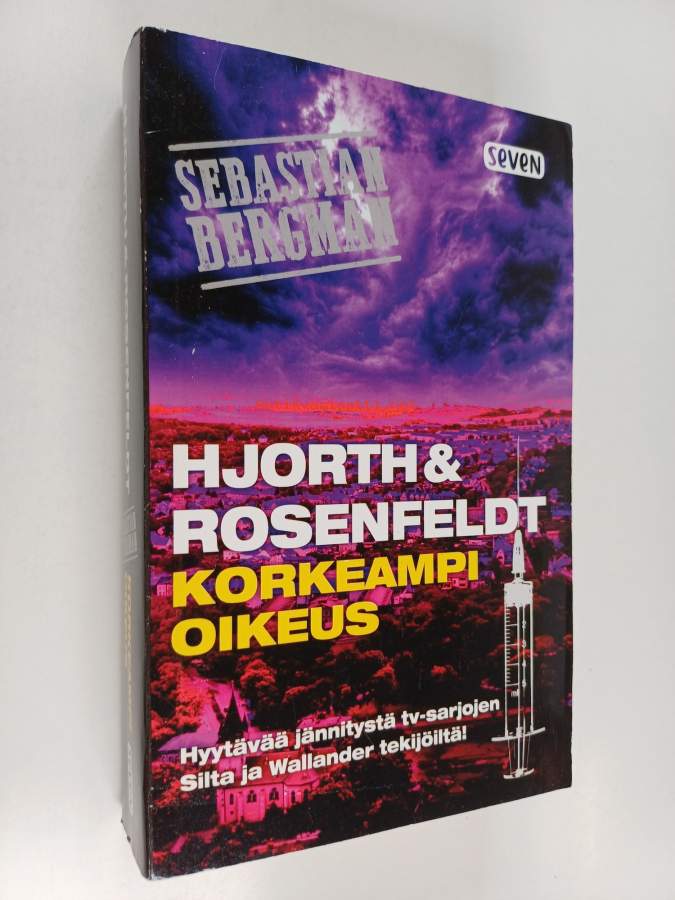 SEBASTIAN
BERGMAN
seven
HJORTH &
ROSENFELDT
KORKEAMPI
OIKEUS
Hyytävää jännitystä tv-sarjojen
Silta ja Wallander tekijöiltä!